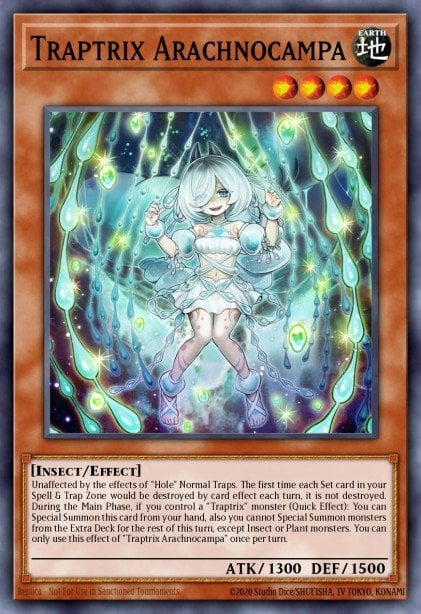 Traptrix Arachnocampa
EARTH
地
[Insect/Effect]
Unaffected by the effects of "Hole" Normal Traps. The first time each Set card in your
Spell & Trap Zone would be destroyed by card effect each turn, it is not destroyed.
During the Main Phase, if you control a "Traptrix" monster (Quick Effect): You can
Special Summon this card from your hand, also you cannot Special Summon monsters
from the Extra Deck for the rest of this turn, except Insect or Plant monsters. You can
only use this effect of "Traptrix Arachnocampa" once per turn.
ATK/1300 DEF/1500
Replica - Not For Use in Sanctioned Tournaments
©2020 Studio Dice/SHUEISHA, TV TOKYO, KONAMI